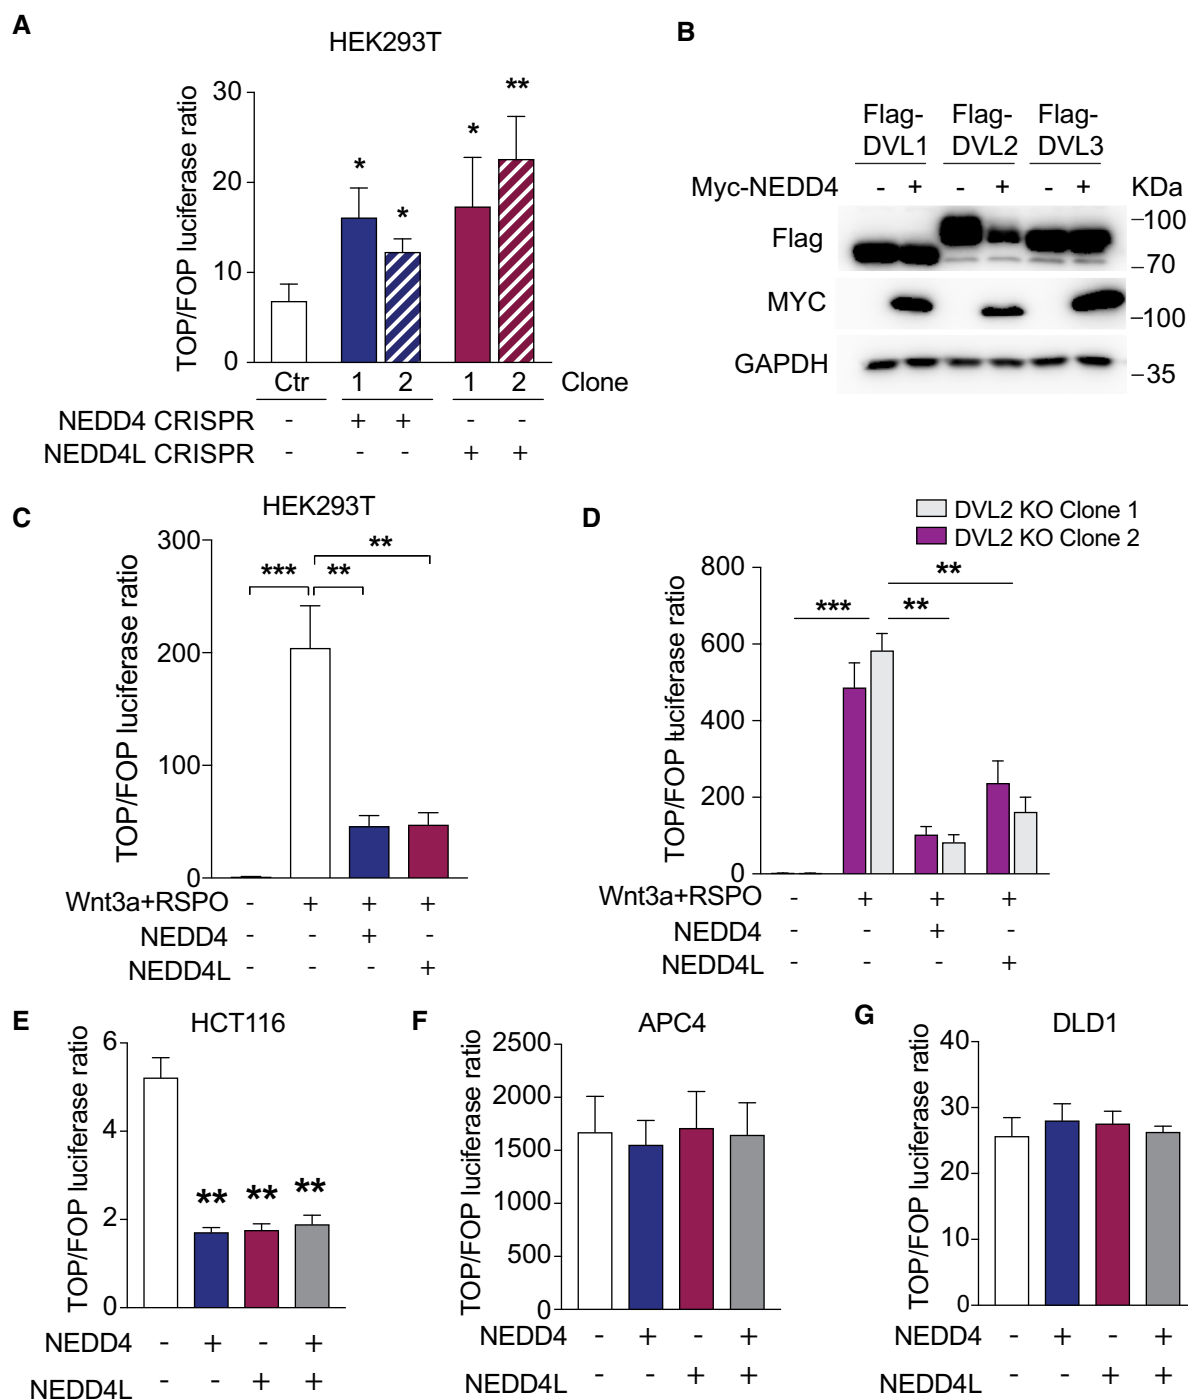 A
HEK293T
TOP/FOP luciferase ratio
30
20
10
0
* * * **
Ctr 1 2 1 2 Clone
NEDD4 CRISPR - + + - -
NEDD4L CRISPR - - - + +
B
Flag- Flag- Flag-
DVL1 DVL2 DVL3
Myc-NEDD4 - + - + - + KDa
Flag
–100
–70
MYC
–100
GAPDH
–35
C
HEK293T
TOP/FOP luciferase ratio
300
200
100
0
*** ** **
Wnt3a+RSPO - + + +
NEDD4 - - + -
NEDD4L - - - +
D
DVL2 KO Clone 1
DVL2 KO Clone 2
TOP/FOP luciferase ratio
800
600
400
200
0
*** ** **
Wnt3a+RSPO - + + +
NEDD4 - - + -
NEDD4L - - - +
E
HCT116
TOP/FOP luciferase ratio
6
4
2
0
** ** **
NEDD4 - + - +
NEDD4L - - + +
F
APC4
TOP/FOP luciferase ratio
2500
2000
1500
1000
500
0
NEDD4 - + - +
NEDD4L - - + +
G
DLD1
TOP/FOP luciferase ratio
40
30
20
10
0
NEDD4 - + - +
NEDD4L - - + +